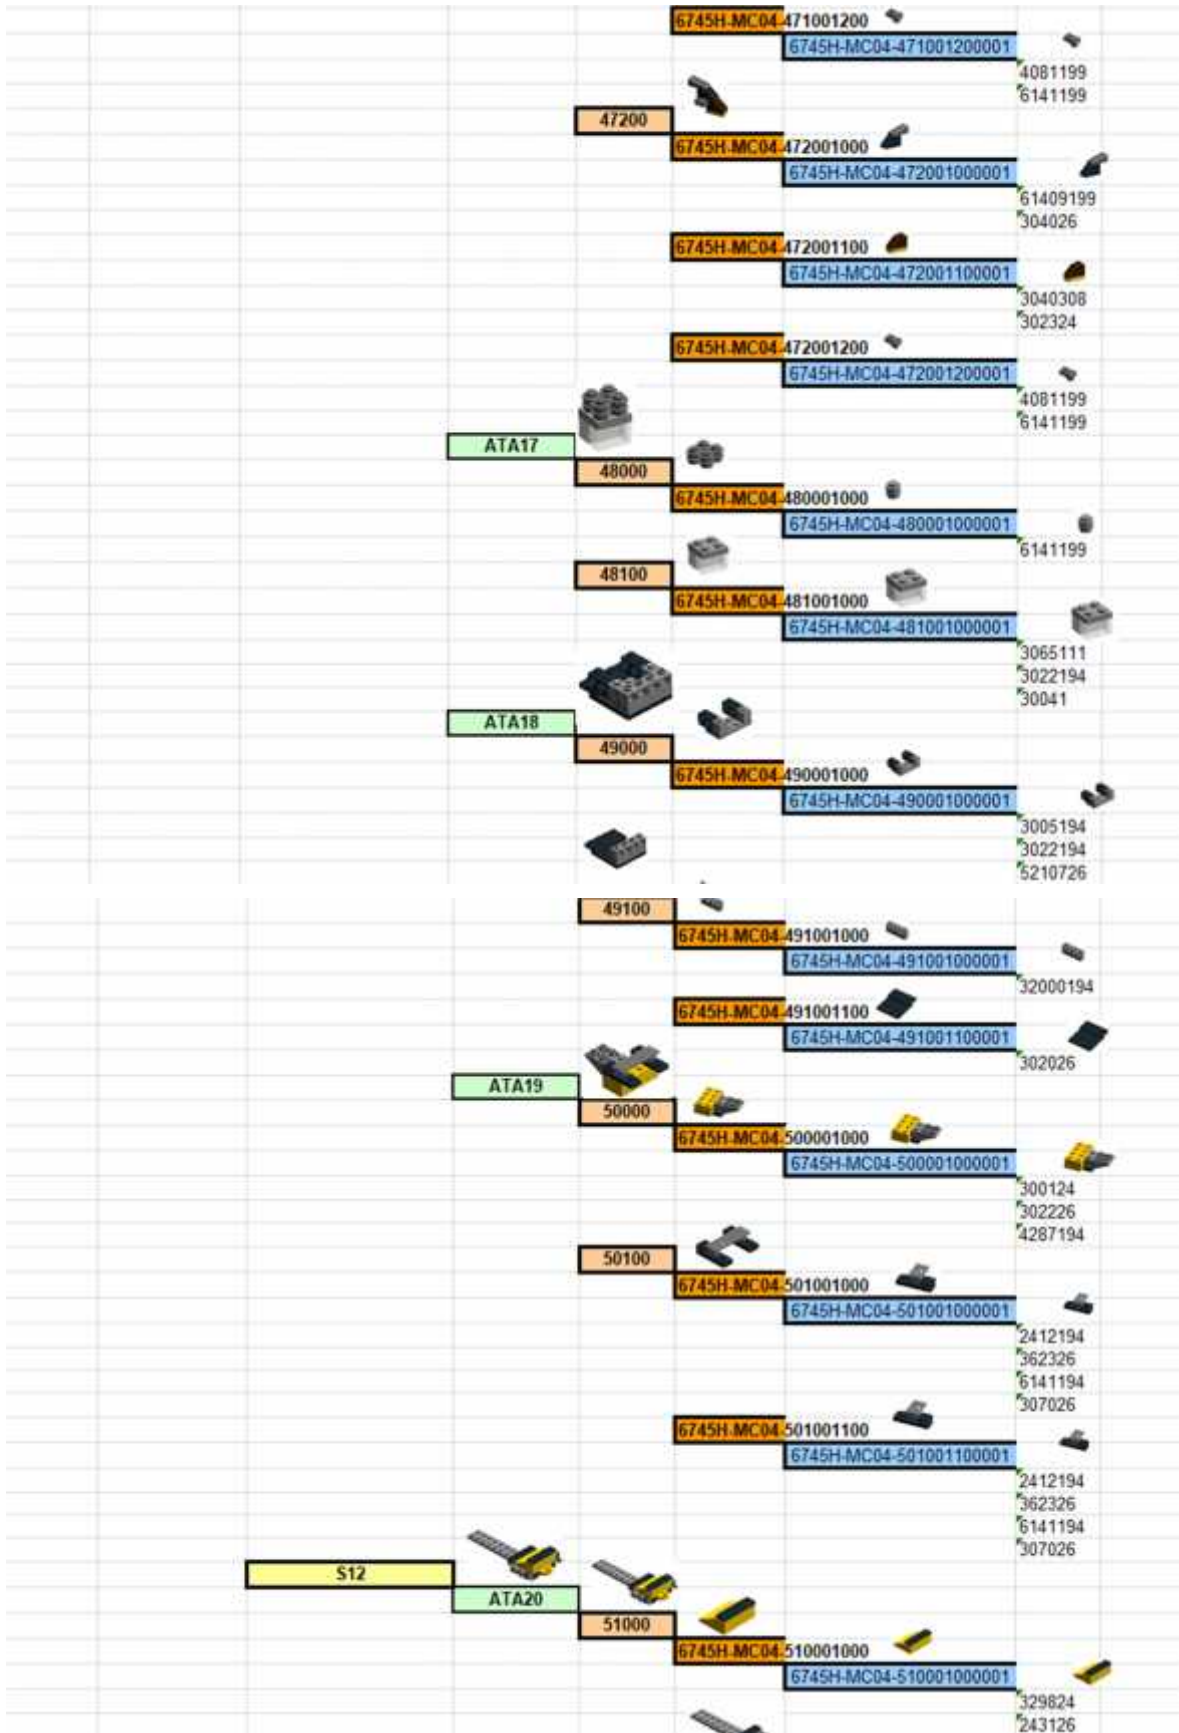 6745H-MC04-471001200
6745H-MC04-471001200001
4081199
6141199
47200
6745H-MC04-472001000
6745H-MC04-472001000001
61409199
304026
6745H-MC04-472001100
6745H-MC04-472001100001
3040308
302324
6745H-MC04-472001200
6745H-MC04-472001200001
4081199
6141199
ATA17
48000
6745H-MC04-480001000
6745H-MC04-480001000001
6141199
48100
6745H-MC04-481001000
6745H-MC04-481001000001
3065111
3022194
30041
ATA18
49000
6745H-MC04-490001000
6745H-MC04-490001000001
3005194
3022194
5210726
49100
6745H-MC04-491001000
6745H-MC04-491001000001
32000194
6745H-MC04-491001100
6745H-MC04-491001100001
302026
ATA19
50000
6745H-MC04-500001000
6745H-MC04-500001000001
300124
302226
4287194
50100
6745H-MC04-501001000
6745H-MC04-501001000001
2412194
362326
6141194
307026
6745H-MC04-501001100
6745H-MC04-501001100001
2412194
362326
6141194
307026
S12
ATA20
51000
6745H-MC04-510001000
6745H-MC04-510001000001
329824
243126